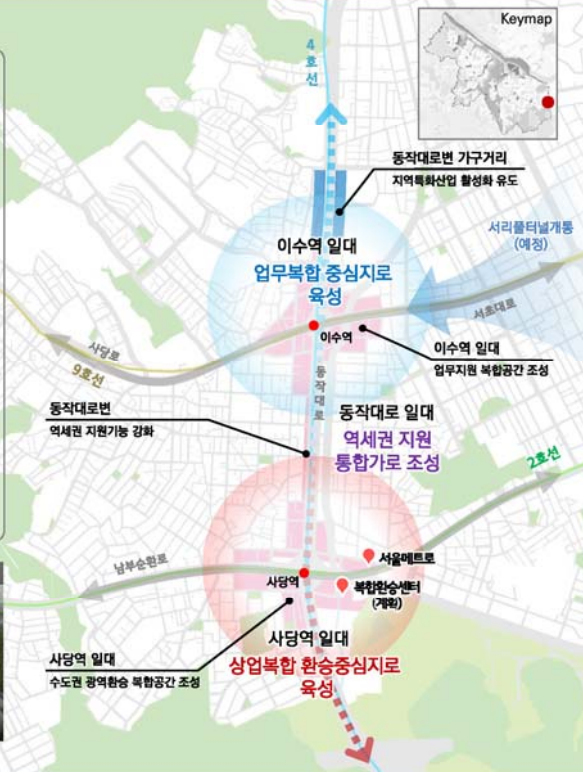 Keymap
4호선
동작대로변 가구거리
지역특화산업 활성화 유도
서리풀터널개통
(예정)
이수역 일대
업무복합 중심지로
육성
서초대로
이수역
사당로
9호선
이수역 일대
업무지원 복합공간 조성
동작대로
동작대로변
역세권 지원기능 강화
동작대로 일대
역세권 지원
통합가로 조성
2호선
남부순환로
서울메트로
사당역
복합환승센터
(계획)
사당역 일대
상업복합 환승중심지로
육성
사당역 일대
수도권 광역환승 복합공간 조성